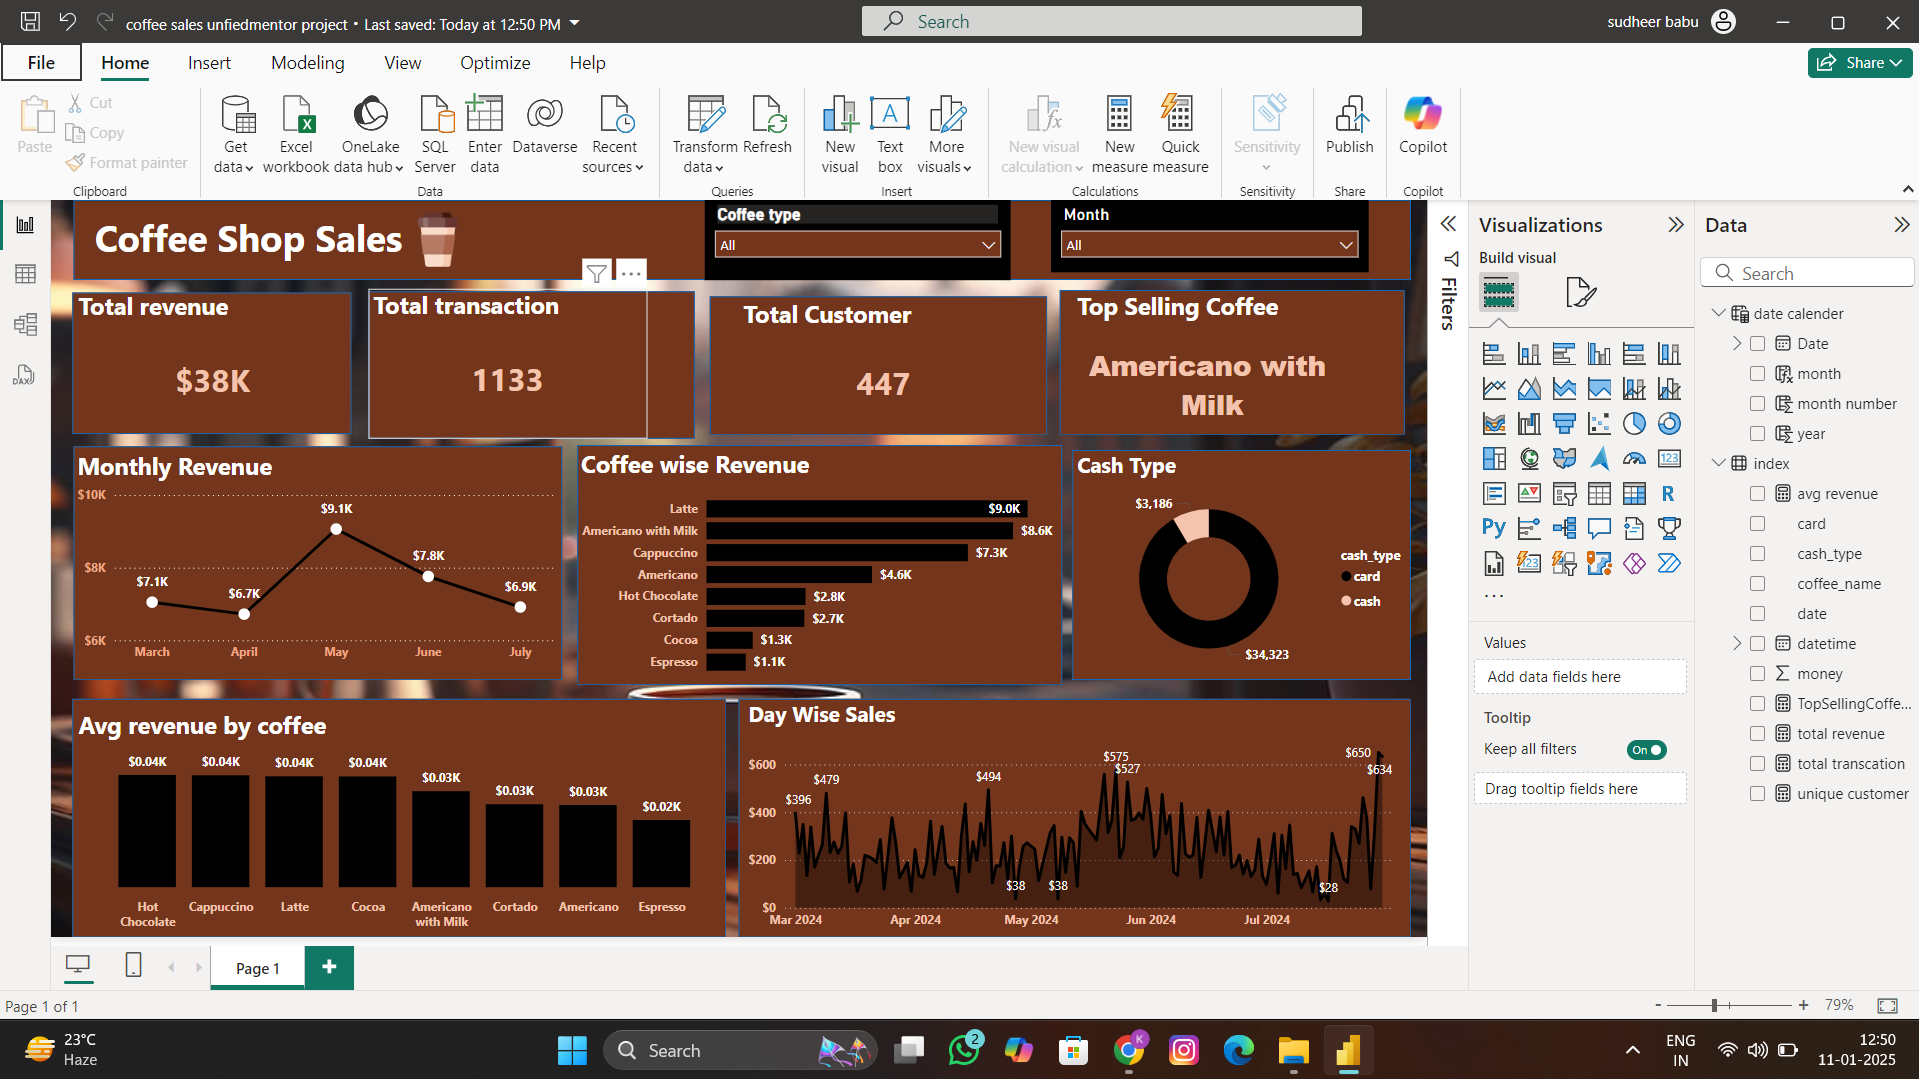 coffee sales unfiedmentor project • Last saved: Today at 12:50 PM
Search
sudheer babu
File
Home
Insert
Modeling
View
Optimize
Help
Share
Paste
Cut
Copy
Format painter
Clipboard
Get data
Excel workbook
OneLake data hub
SQL Server
Enter data
Dataverse
Recent sources
Data
Transform data
Refresh
Queries
New visual
Text box
More visuals
Insert
New visual calculation
New measure
Quick measure
Calculations
Sensitivity
Sensitivity
Publish
Share
Copilot
Copilot
Coffee Shop Sales
Coffee type
All
Month
All
Total revenue
$38K
Total transaction
1133
Total Customer
447
Top Selling Coffee
Americano with
Milk
Monthly Revenue
$10K
$8K
$6K
$7.1K
$6.7K
$9.1K
$7.8K
$6.9K
March
April
May
June
July
Coffee wise Revenue
Latte $9.0K
Americano with Milk $8.6K
Cappuccino $7.3K
Americano $4.6K
Hot Chocolate $2.8K
Cortado $2.7K
Cocoa $1.3K
Espresso $1.1K
Cash Type
$3,186
$34,323
cash_type
card
cash
Avg revenue by coffee
$0.04K
$0.04K
$0.04K
$0.04K
$0.03K
$0.03K
$0.03K
$0.02K
Hot
Chocolate
Cappuccino
Latte
Cocoa
Americano
with Milk
Cortado
Americano
Espresso
Day Wise Sales
$600
$400
$200
$0
$396
$479
$494
$38
$38
$575
$527
$28
$650
$634
Mar 2024
Apr 2024
May 2024
Jun 2024
Jul 2024
Filters
Visualizations
Build visual
123
R
Py
123
...
Values
Add data fields here
Tooltip
Keep all filters
On
Drag tooltip fields here
Data
Search
date calender
Date
month
month number
year
index
avg revenue
card
cash_type
coffee_name
date
datetime
money
TopSellingCoffe...
total revenue
total transcation
unique customer
DAX
Page 1
+
Page 1 of 1
- + 79%
23°C
Haze
Search
2
K
ENG
IN
12:50
11-01-2025